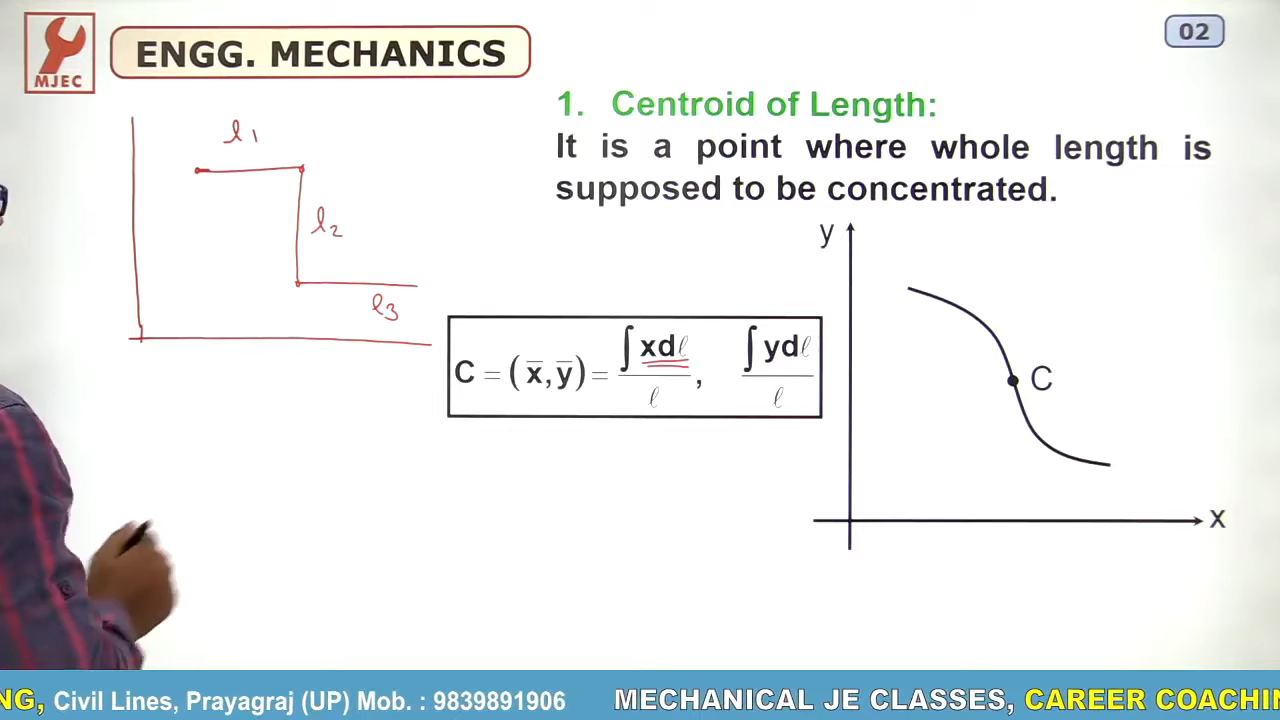 MJEC
ENGG. MECHANICS
02
1. Centroid of Length:
It is a point where whole length is
supposed to be concentrated.
l1
l2
l3
C = (x̄, ȳ) = ∫xdℓ / ℓ, ∫ydℓ / ℓ
y
C
x
NG, Civil Lines, Prayagraj (UP) Mob. : 9839891906 MECHANICAL JE CLASSES, CAREER COACHIN